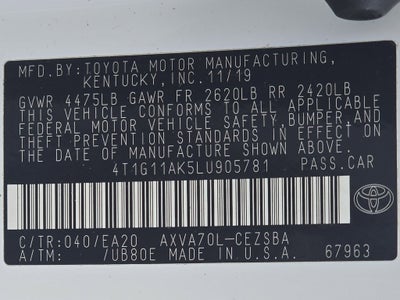 MFD.BY:TOYOTA MOTOR MANUFACTURING,
KENTUCKY, INC.11/19
GVWR 4475LB GAWR FR 2620LB RR 2420LB
THIS VEHICLE CONFORMS TO ALL APPLICABLE
FEDERAL MOTOR VEHICLE SAFETY, BUMPER, AND
THEFT PREVENTION STANDARDS IN EFFECT ON
THE DATE OF MANUFACTURE SHOWN ABOVE.
4T1G11AK5LU905781 PASS.CAR
C/TR:040/EA20 AXVA70L-CEZSBA
A/TM: /UB80E MADE IN U.S.A. 67963